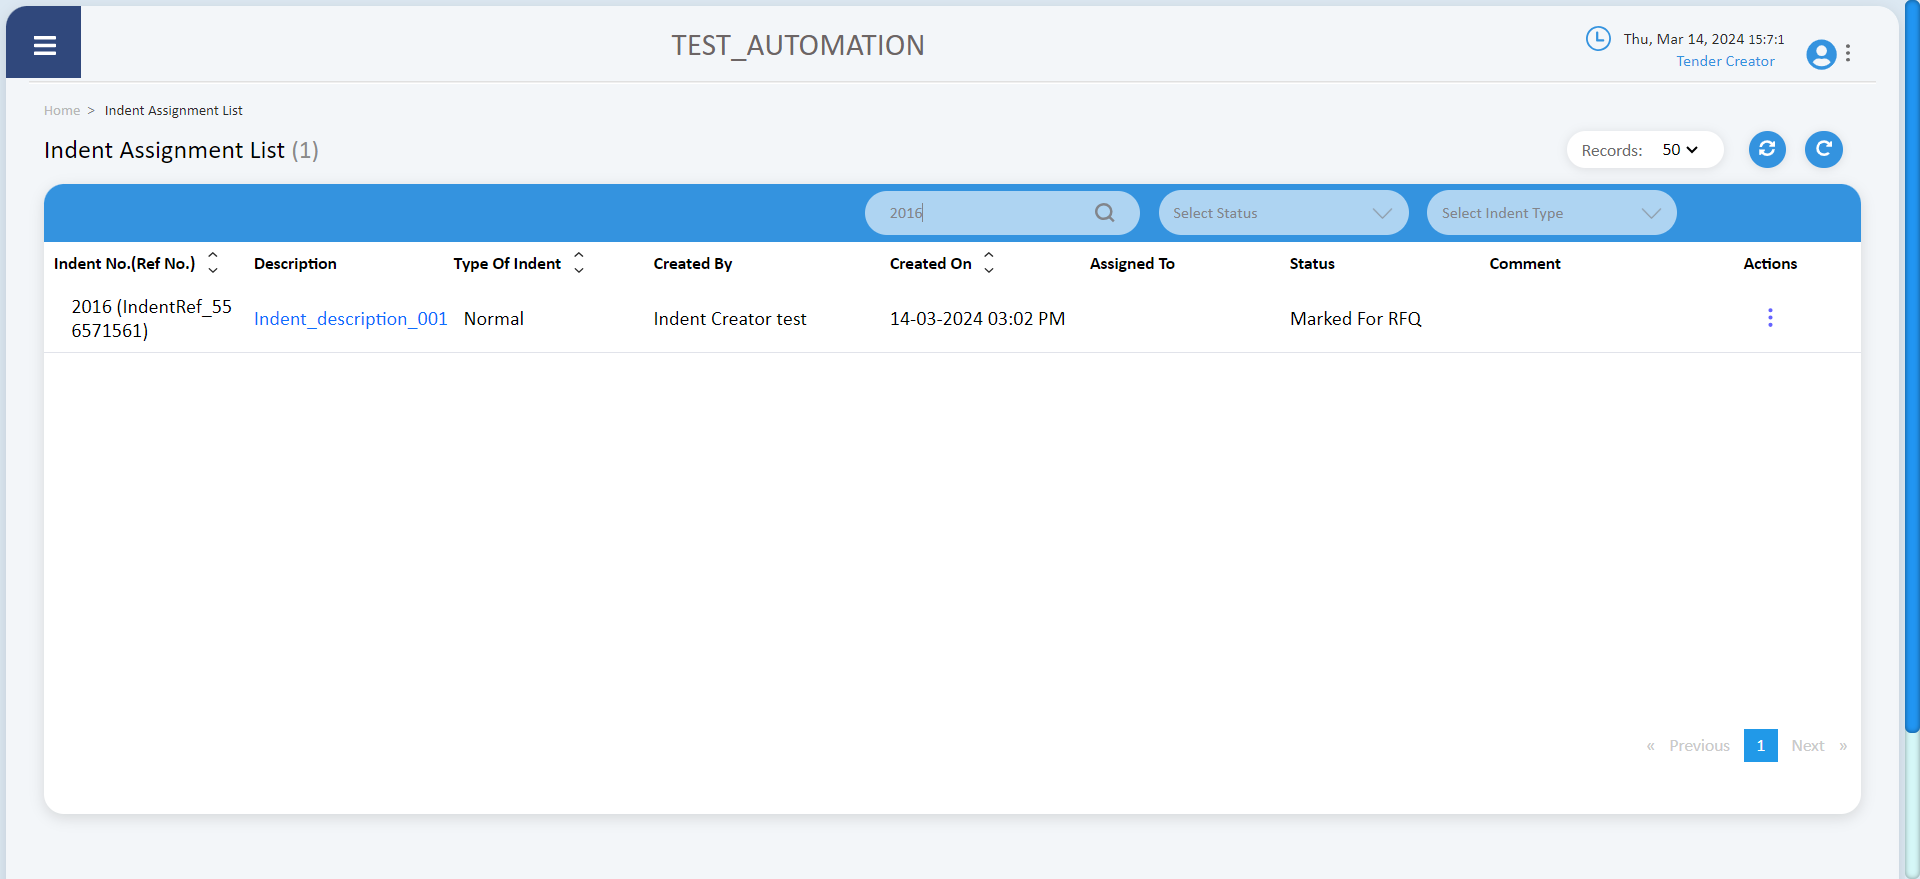 TEST_AUTOMATION
Thu, Mar 14, 2024 15:7:1
Tender Creator
Home > Indent Assignment List
Indent Assignment List (1)
Records: 50
2016
Select Status
Select Indent Type
Indent No.(Ref No.) Description Type Of Indent Created By Created On Assigned To Status Comment Actions
2016 (IndentRef_55
6571561)
Indent_description_001 Normal Indent Creator test 14-03-2024 03:02 PM Marked For RFQ
« Previous 1 Next »